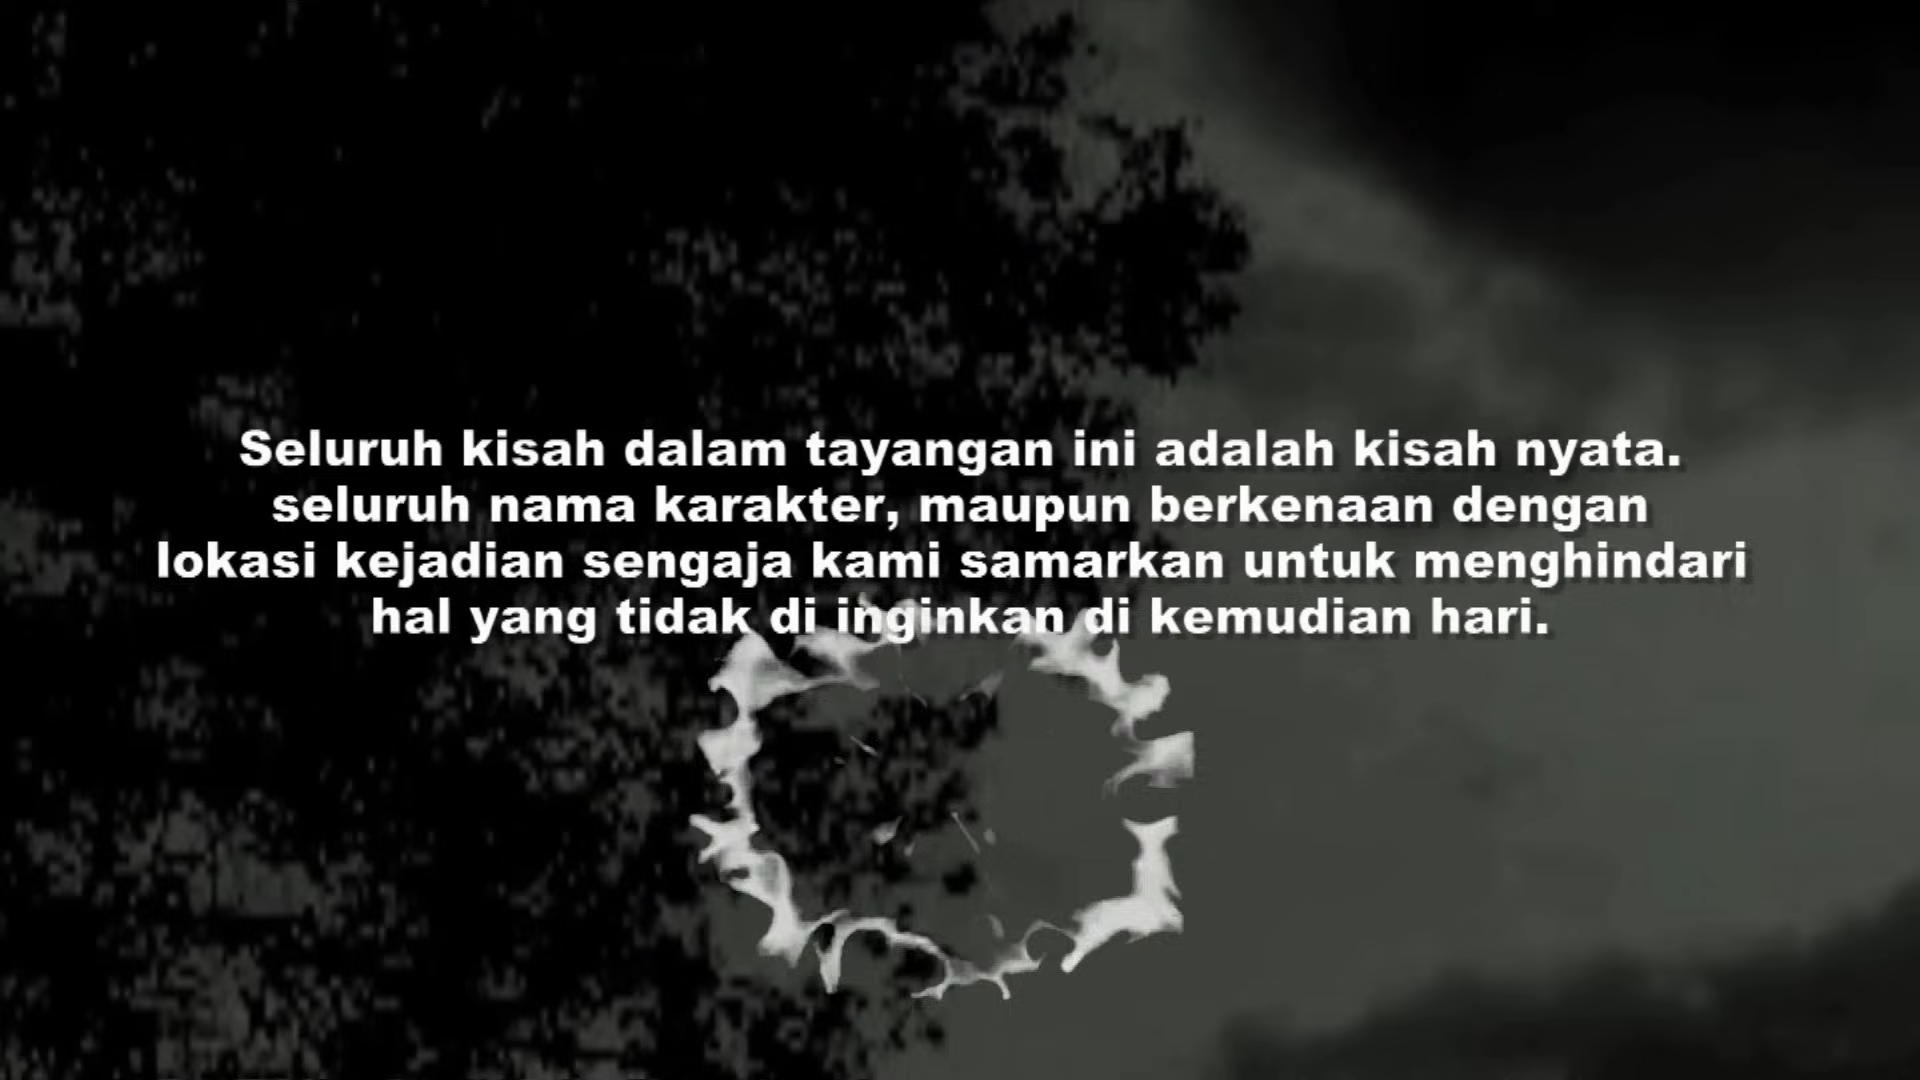 Seluruh kisah dalam tayangan ini adalah kisah nyata.
seluruh nama karakter, maupun berkenaan dengan
lokasi kejadian sengaja kami samarkan untuk menghindari
hal yang tidak di inginkan di kemudian hari.